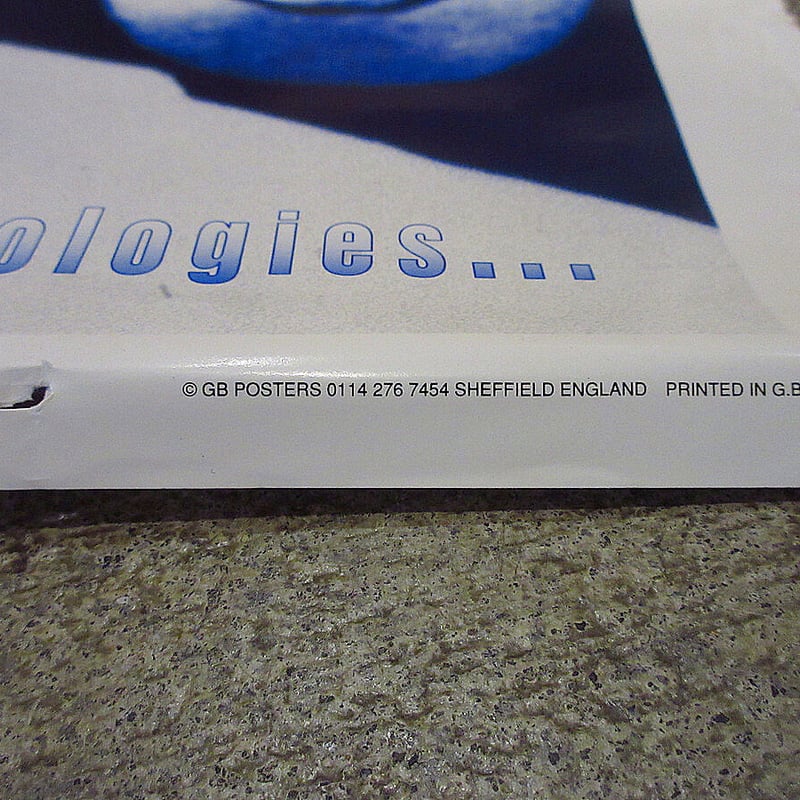 ologies...
© GB POSTERS 0114 276 7454 SHEFFIELD ENGLAND PRINTED IN G.B